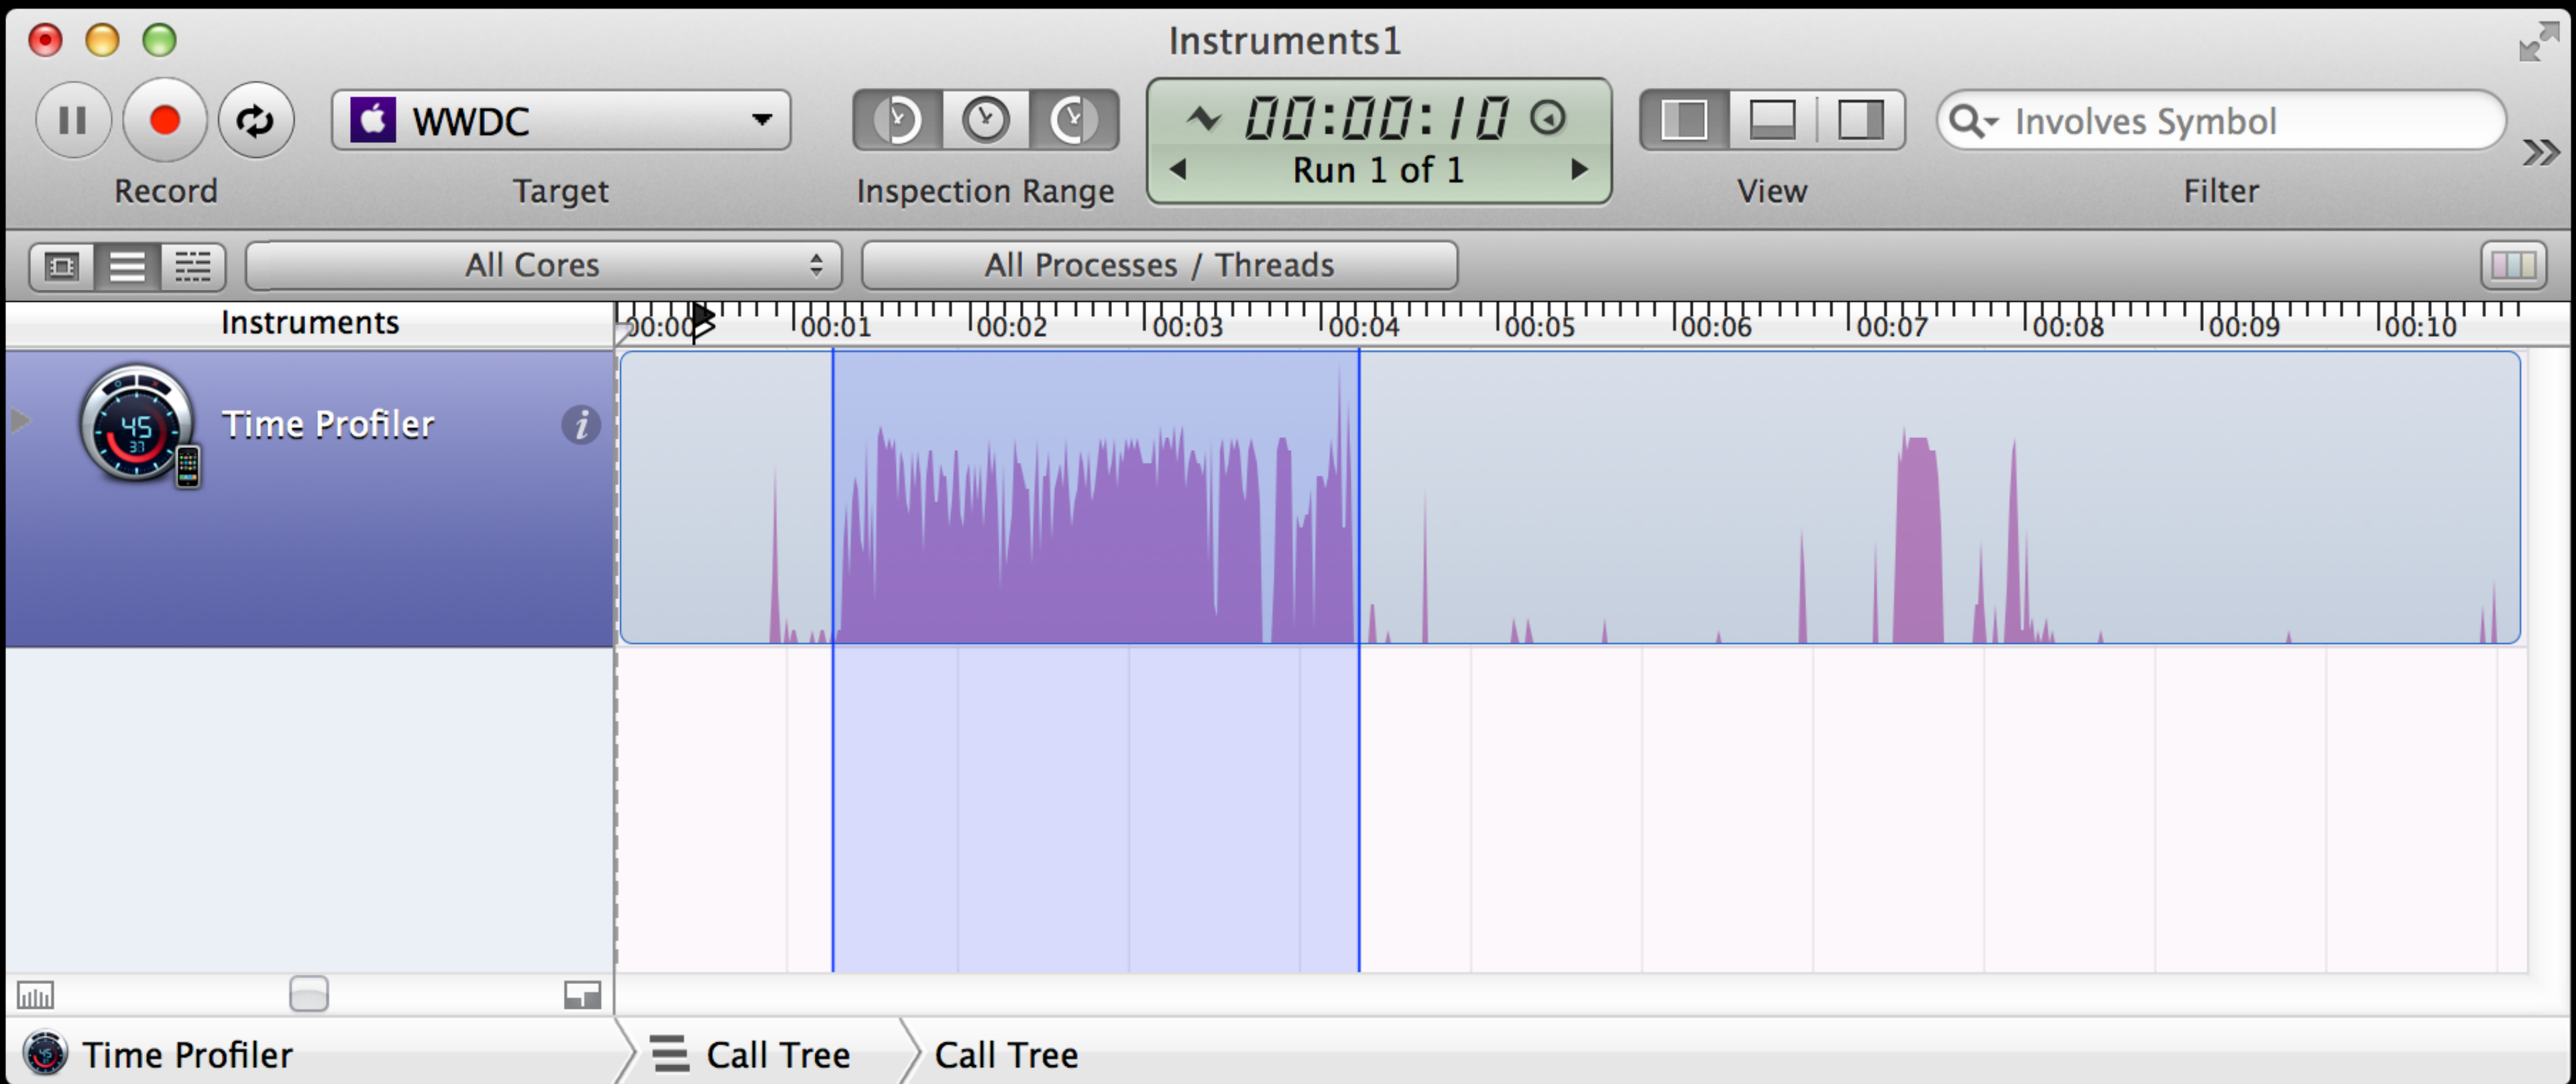 Instruments1
WWDC
00:00:10
Run 1 of 1
Involves Symbol
Record
Target
Inspection Range
View
Filter
All Cores
All Processes / Threads
Instruments
00:00 00:01 00:02 00:03 00:04 00:05 00:06 00:07 00:08 00:09 00:10
45
37
Time Profiler
i
Time Profiler
Call Tree
Call Tree